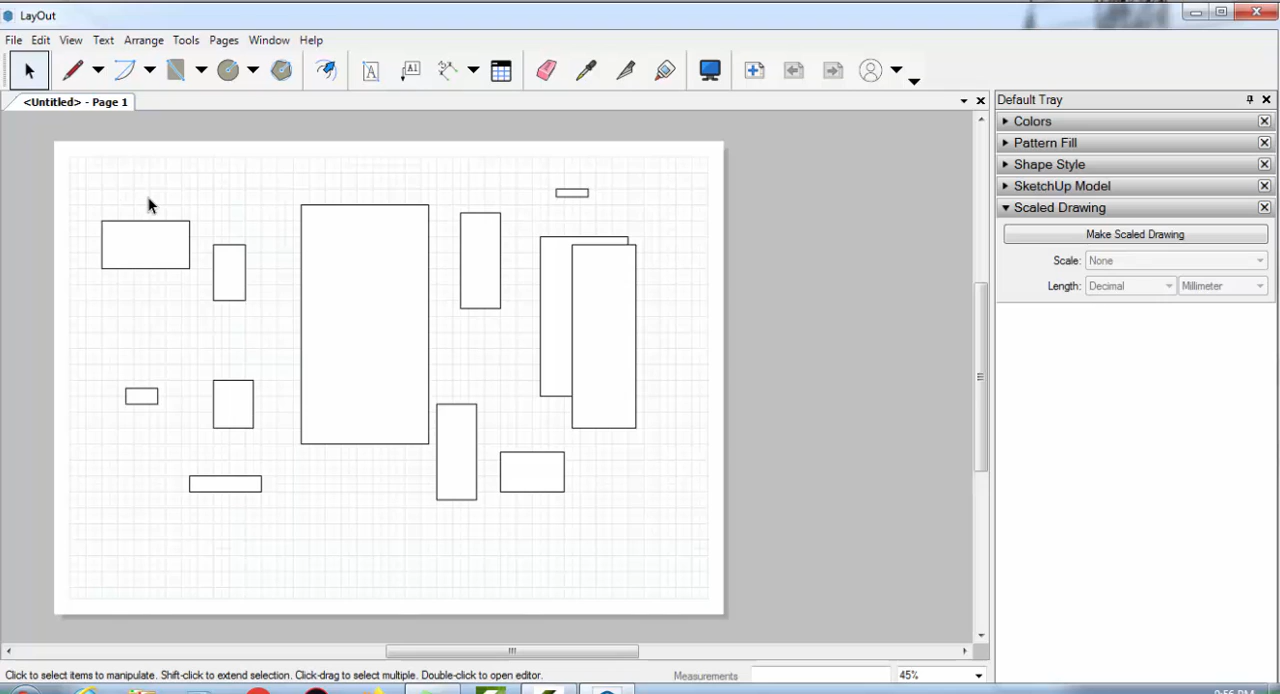 LayOut
File Edit View Text Arrange Tools Pages Window Help
A A1
<Untitled> - Page 1
Default Tray
Colors
Pattern Fill
Shape Style
SketchUp Model
Scaled Drawing
Make Scaled Drawing
Scale: None
Length: Decimal Millimeter
Click to select items to manipulate. Shift-click to extend selection. Click-drag to select multiple. Double-click to open editor. Measurements 45%